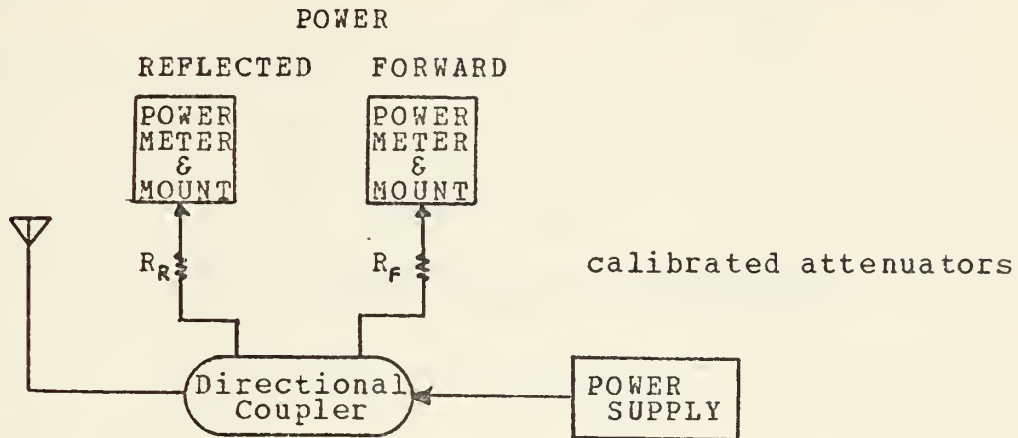 POWER
REFLECTED FORWARD
POWER
METER
&
MOUNT
POWER
METER
&
MOUNT
R_R
R_F
calibrated attenuators
Directional
Coupler
POWER
SUPPLY